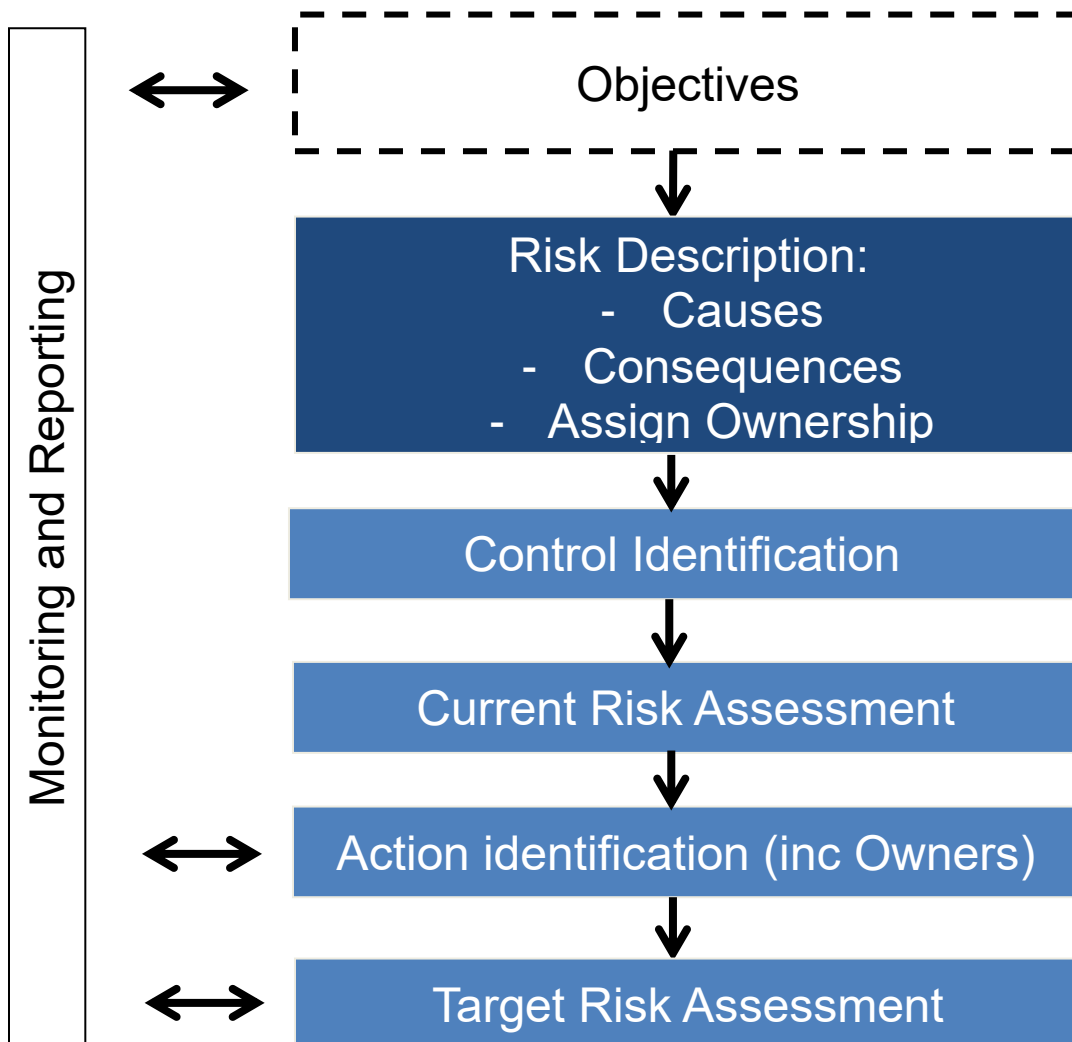 Monitoring and Reporting
Objectives
Risk Description:
- Causes
- Consequences
- Assign Ownership
Control Identification
Current Risk Assessment
Action identification (inc Owners)
Target Risk Assessment